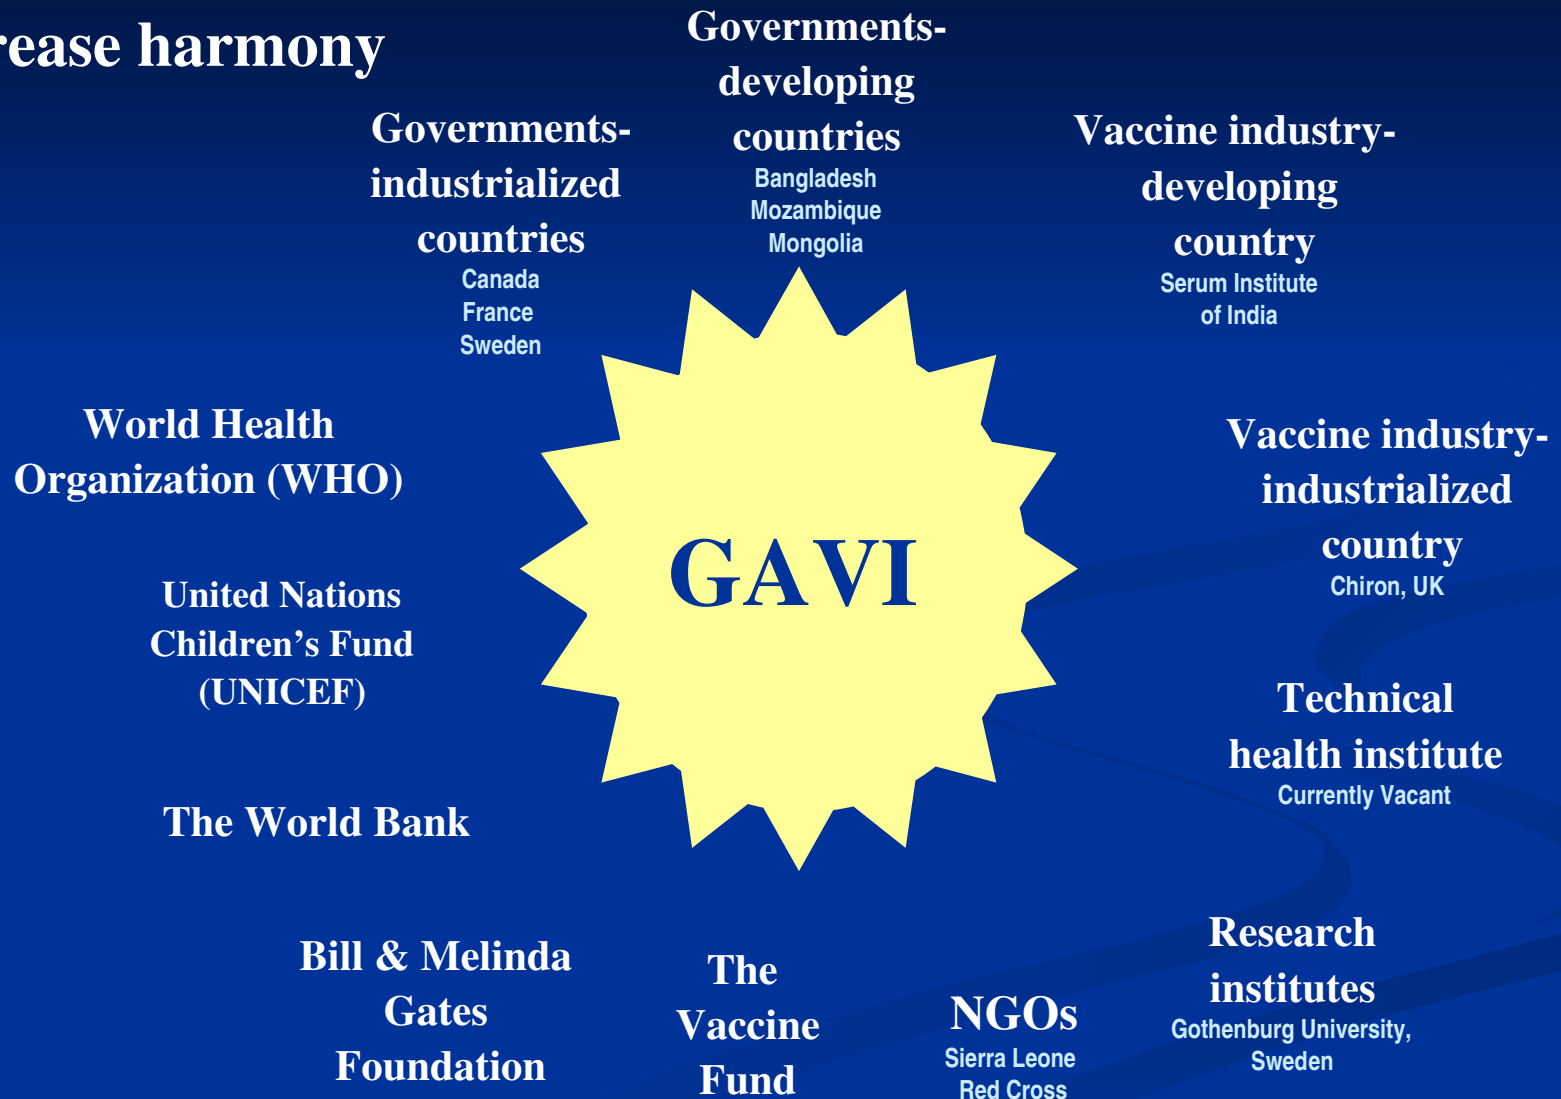 rease harmony
Governments-
developing
countries
Bangladesh
Mozambique
Mongolia
Governments-
industrialized
countries
Canada
France
Sweden
Vaccine industry-
developing
country
Serum Institute
of India
World Health
Organization (WHO)
Vaccine industry-
industrialized
country
Chiron, UK
GAVI
United Nations
Children’s Fund
(UNICEF)
Technical
health institute
Currently Vacant
The World Bank
Bill & Melinda
Gates
Foundation
The
Vaccine
Fund
NGOs
Sierra Leone
Red Cross
Research
institutes
Gothenburg University,
Sweden